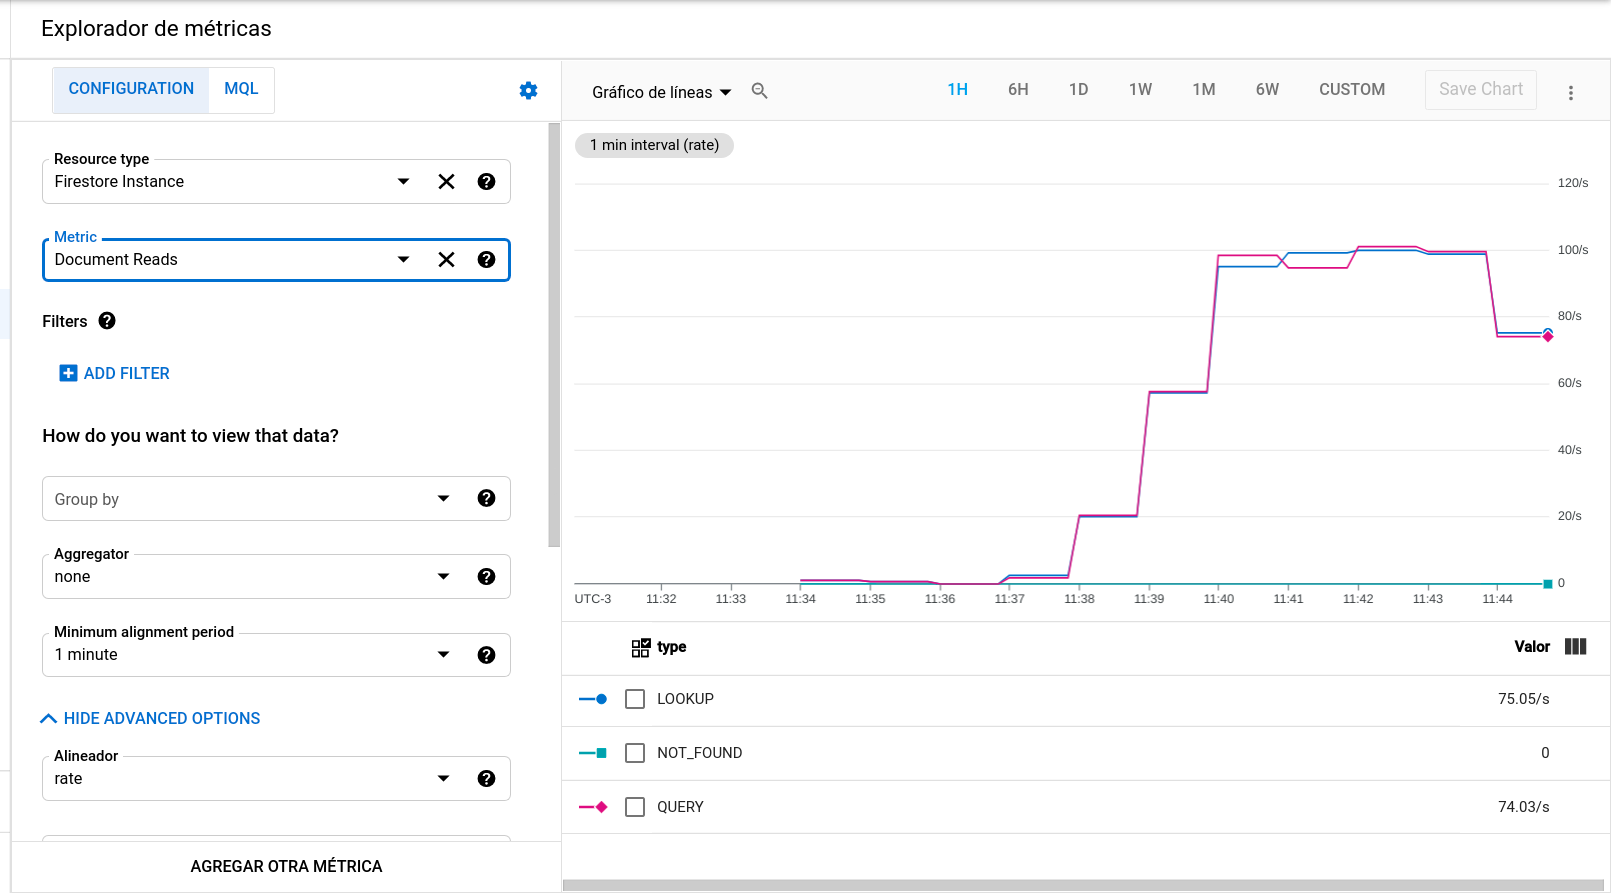 Explorador de métricas
CONFIGURATION MQL
Resource type
Firestore Instance
Metric
Document Reads
Filters
ADD FILTER
How do you want to view that data?
Group by
Aggregator
none
Minimum alignment period
1 minute
HIDE ADVANCED OPTIONS
Alineador
rate
AGREGAR OTRA MÉTRICA
Gráfico de líneas 1H 6H 1D 1W 1M 6W CUSTOM Save Chart
1 min interval (rate)
120/s
100/s
80/s
60/s
40/s
20/s
0
UTC-3 11:32 11:33 11:34 11:35 11:36 11:37 11:38 11:39 11:40 11:41 11:42 11:43 11:44
type Valor
LOOKUP 75.05/s
NOT_FOUND 0
QUERY 74.03/s